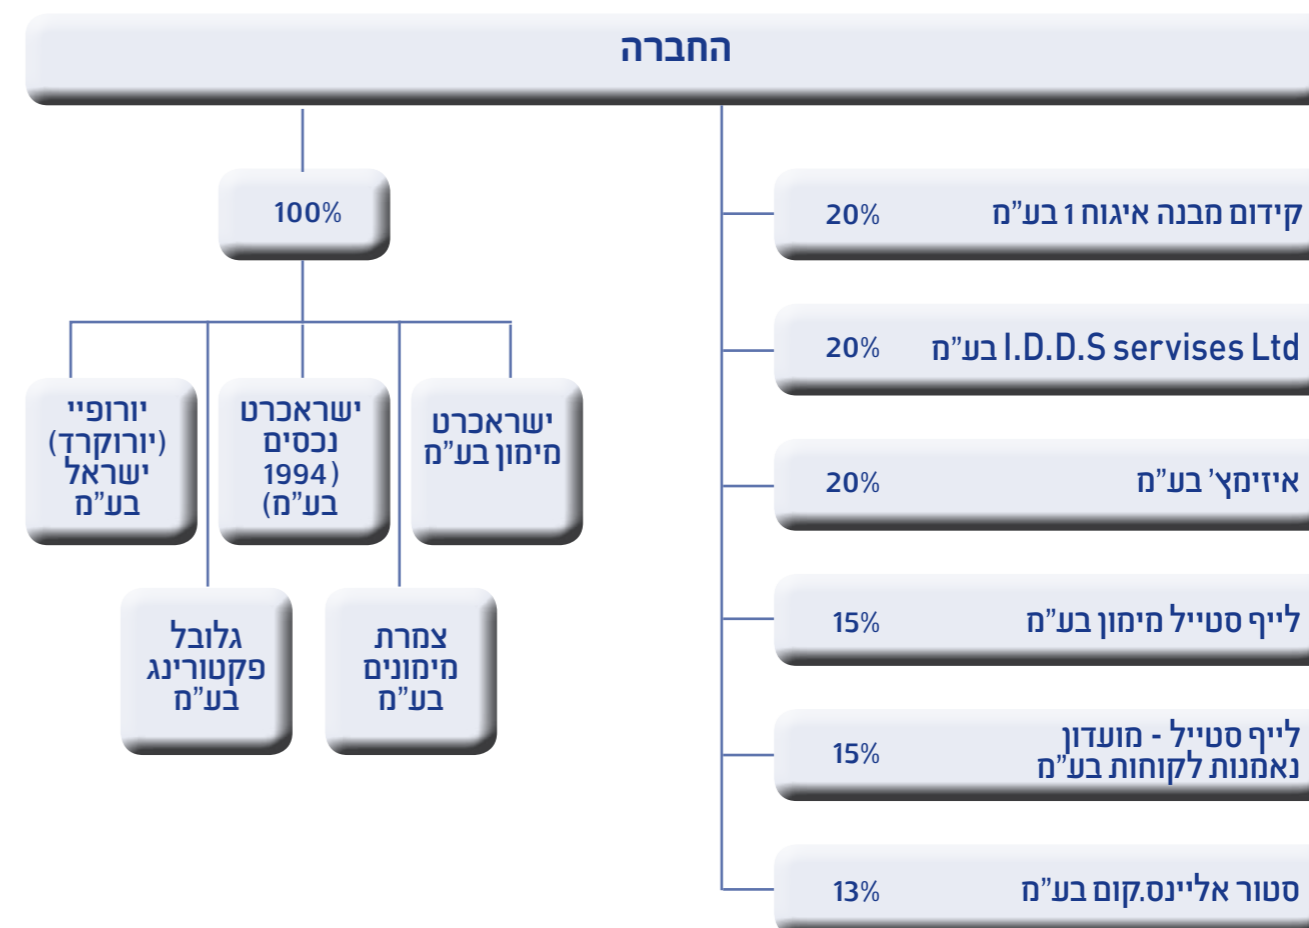 החברה
קידום מבנה איגוח 1 בע"מ 20%
I.D.D.S servises Ltd בע"מ 20%
איזימץ' בע"מ 20%
לייף סטייל מימון בע"מ 15%
לייף סטייל - מועדון
נאמנות לקוחות בע"מ 15%
סטור אליינס.קום בע"מ 13%
100%
ישראכרט
מימון בע"מ
ישראכרט
נכסים
(1994
בע"מ)
יורופיי
(יורוקרד)
ישראל
בע"מ
צמרת
מימונים
בע"מ
גלובל
פקטורינג
בע"מ